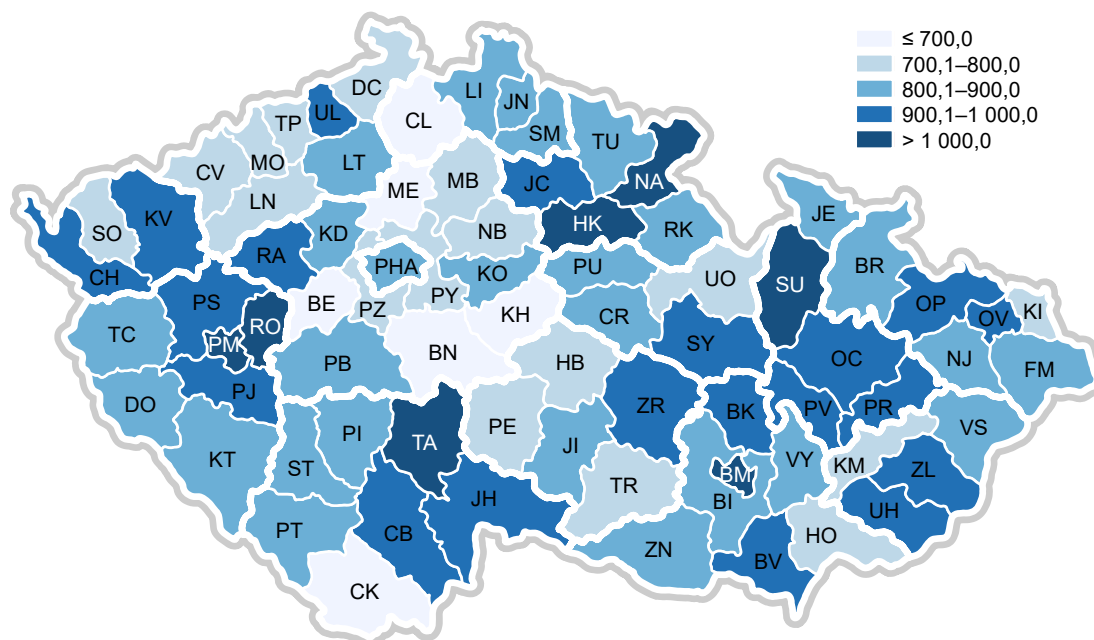 ≤ 700,0
700,1–800,0
800,1–900,0
900,1–1 000,0
> 1 000,0
DC
LI
JN
UL
CL
TP
SM
TU
MO
LT
CV
ME
MB
JC
NA
LN
KV
SO
HK
NB
RK
JE
RA
KD
CH
PHA
KO
PU
UO
SU
BR
PS
BE
PZ
PY
OP
KI
RO
KH
CR
OV
TC
PM
BN
SY
OC
NJ
PB
HB
FM
PJ
DO
ZR
BK
PV
PR
PI
TA
PE
VS
KT
ST
JI
VY
KM
ZL
BM
TR
JH
BI
UH
PT
CB
HO
ZN
BV
CK